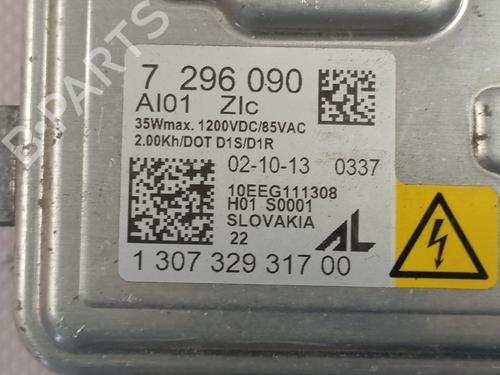 7 296 090
AI01 ZIc
35Wmax. 1200VDC/85VAC
2.00Kh/DOT D1S/D1R
02-10-13 0337
10EEG111308
H01 S0001
SLOVAKIA
22 AL
1 307 329 317 00
B-PARTS